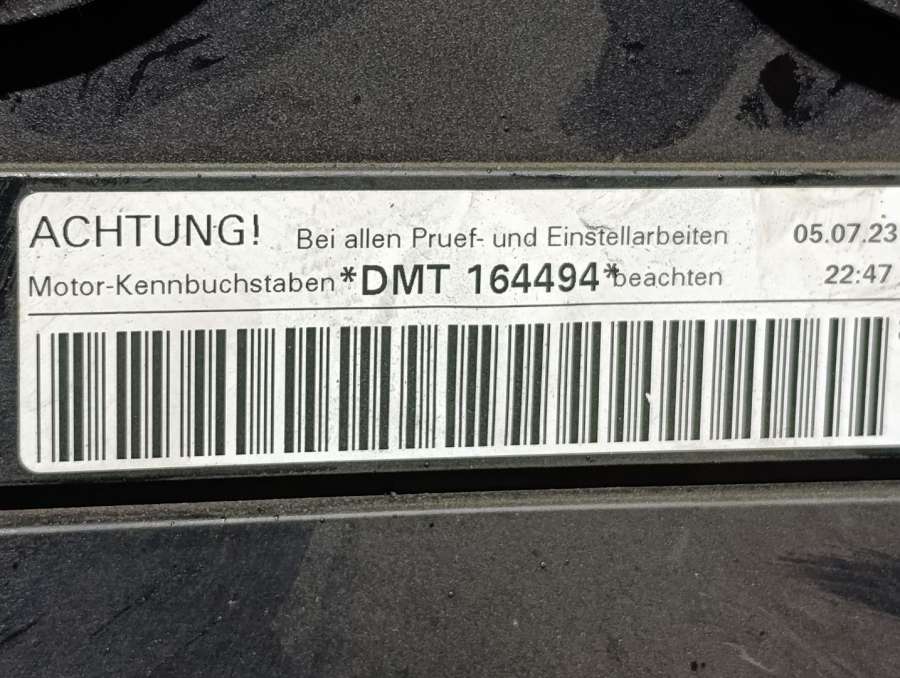 ACHTUNG! Bei allen Pruef- und Einstellarbeiten 05.07.23
Motor-Kennbuchstaben *DMT 164494* beachten 22:47